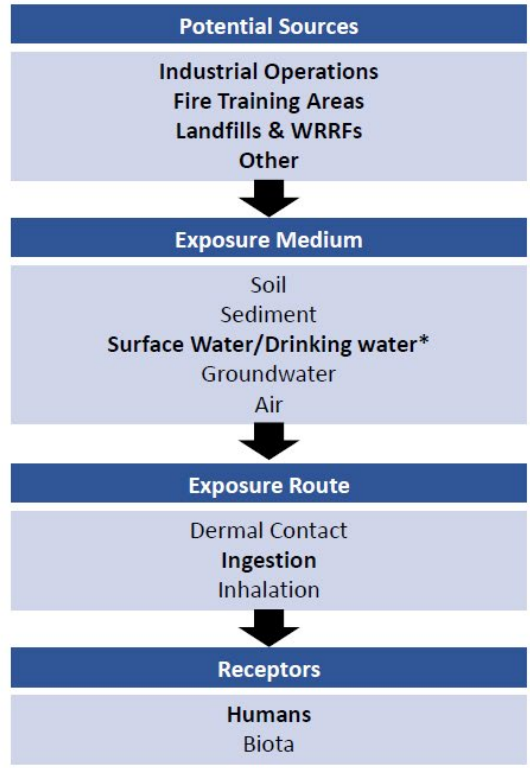 Potential Sources
Industrial Operations
Fire Training Areas
Landfills & WRRFs
Other
Exposure Medium
Soil
Sediment
Surface Water/Drinking water*
Groundwater
Air
Exposure Route
Dermal Contact
Ingestion
Inhalation
Receptors
Humans
Biota